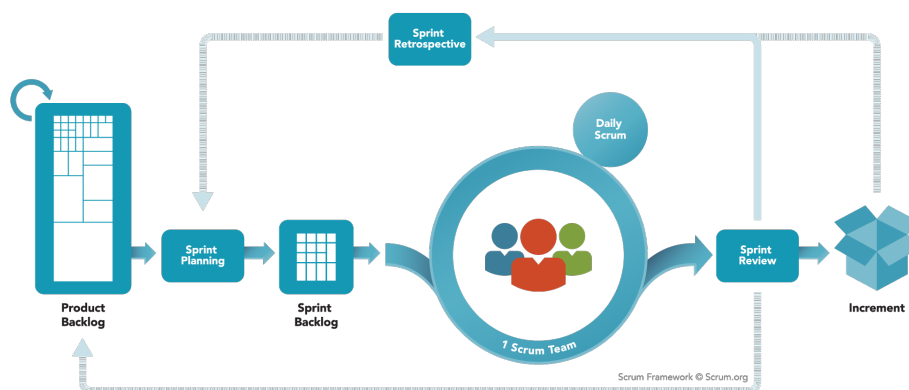 Sprint
Retrospective
Daily
Scrum
Sprint
Planning
Sprint
Review
Product
Backlog
Sprint
Backlog
Increment
1 Scrum Team
Scrum Framework © Scrum.org